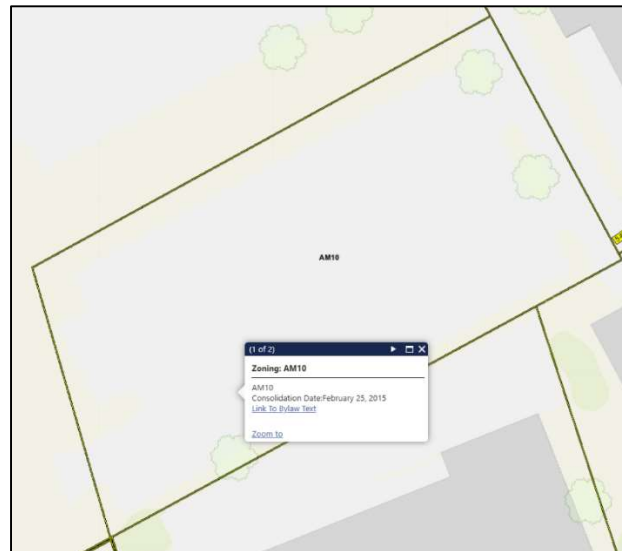 AM10
(1 of 2)
Zoning: AM10
AM10
Consolidation Date:February 25, 2015
Link To Bylaw Text
Zoom to